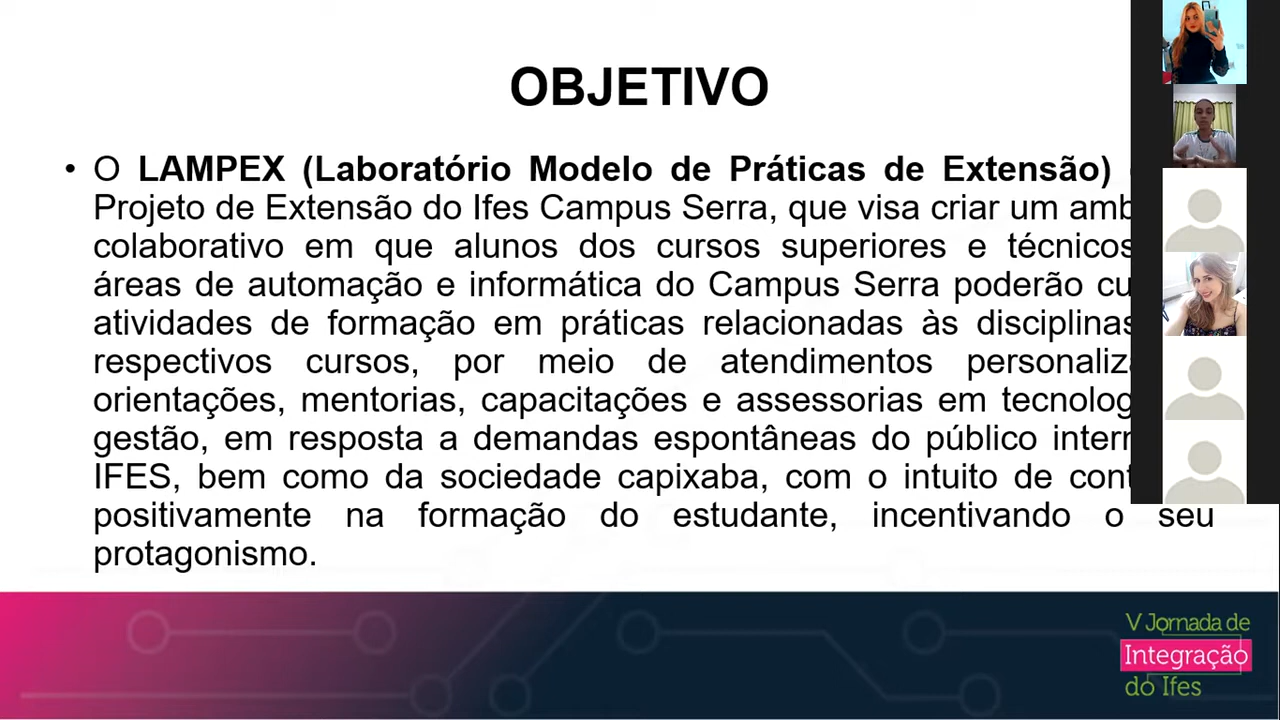 OBJETIVO
• O LAMPEX (Laboratório Modelo de Práticas de Extensão)
Projeto de Extensão do Ifes Campus Serra, que visa criar um
colaborativo em que alunos dos cursos superiores e técnicos
áreas de automação e informática do Campus Serra poderão
atividades de formação em práticas relacionadas às disciplinas
respectivos cursos, por meio de atendimentos
orientações, mentorias, capacitações e assessorias em
gestão, em resposta a demandas espontâneas do público
IFES, bem como da sociedade capixaba, com o intuito de
positivamente na formação do estudante, incentivando o seu
protagonismo.
V Jornada de
Integração
do Ifes